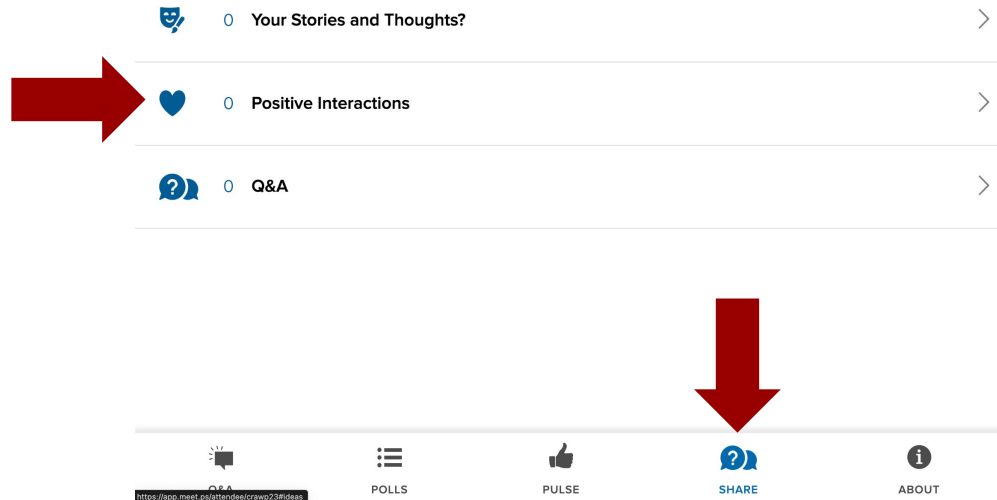 0 Your Stories and Thoughts?
0 Positive Interactions
0 Q&A
Q&A POLLS PULSE SHARE ABOUT
https://app.meet.ps/attendee/crawp23#ideas